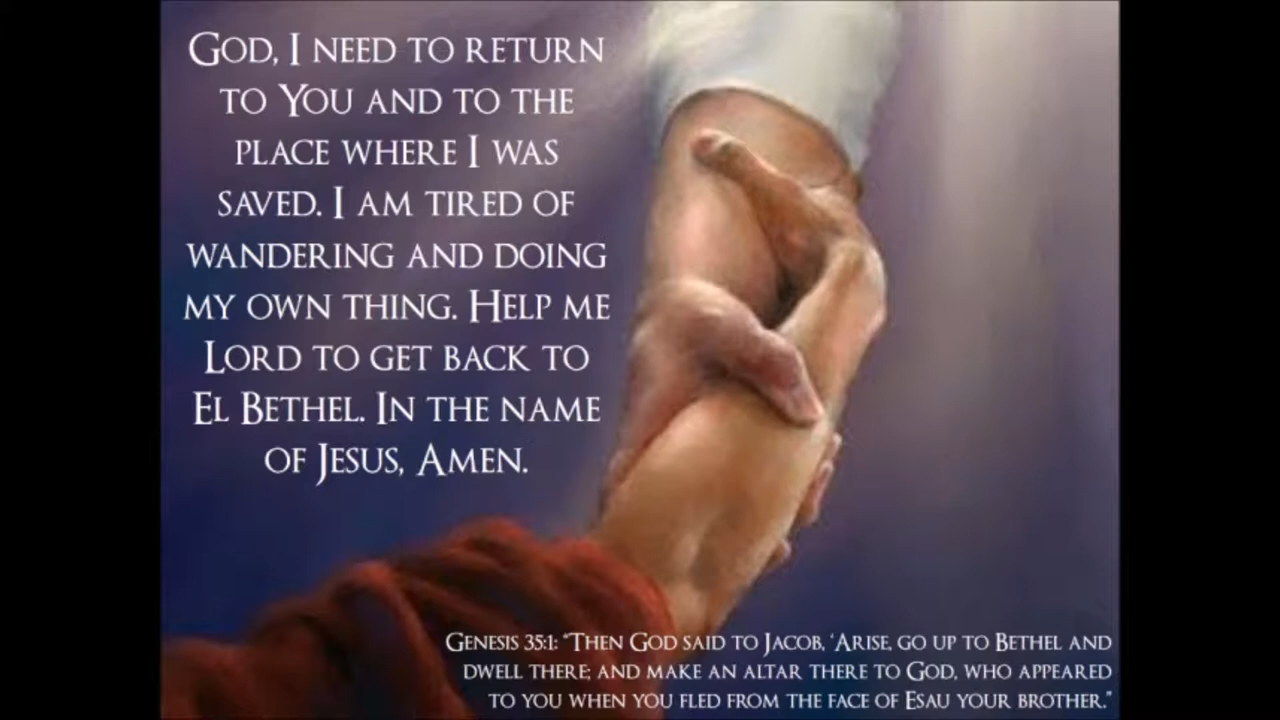 God, I need to return
to You and to the
place where I was
saved. I am tired of
wandering and doing
my own thing. Help me
Lord to get back to
El Bethel. In the name
of Jesus, Amen.
Genesis 35:1: “Then God said to Jacob, ‘Arise, go up to Bethel and
dwell there; and make an altar there to God, who appeared
to you when you fled from the face of Esau your brother.”